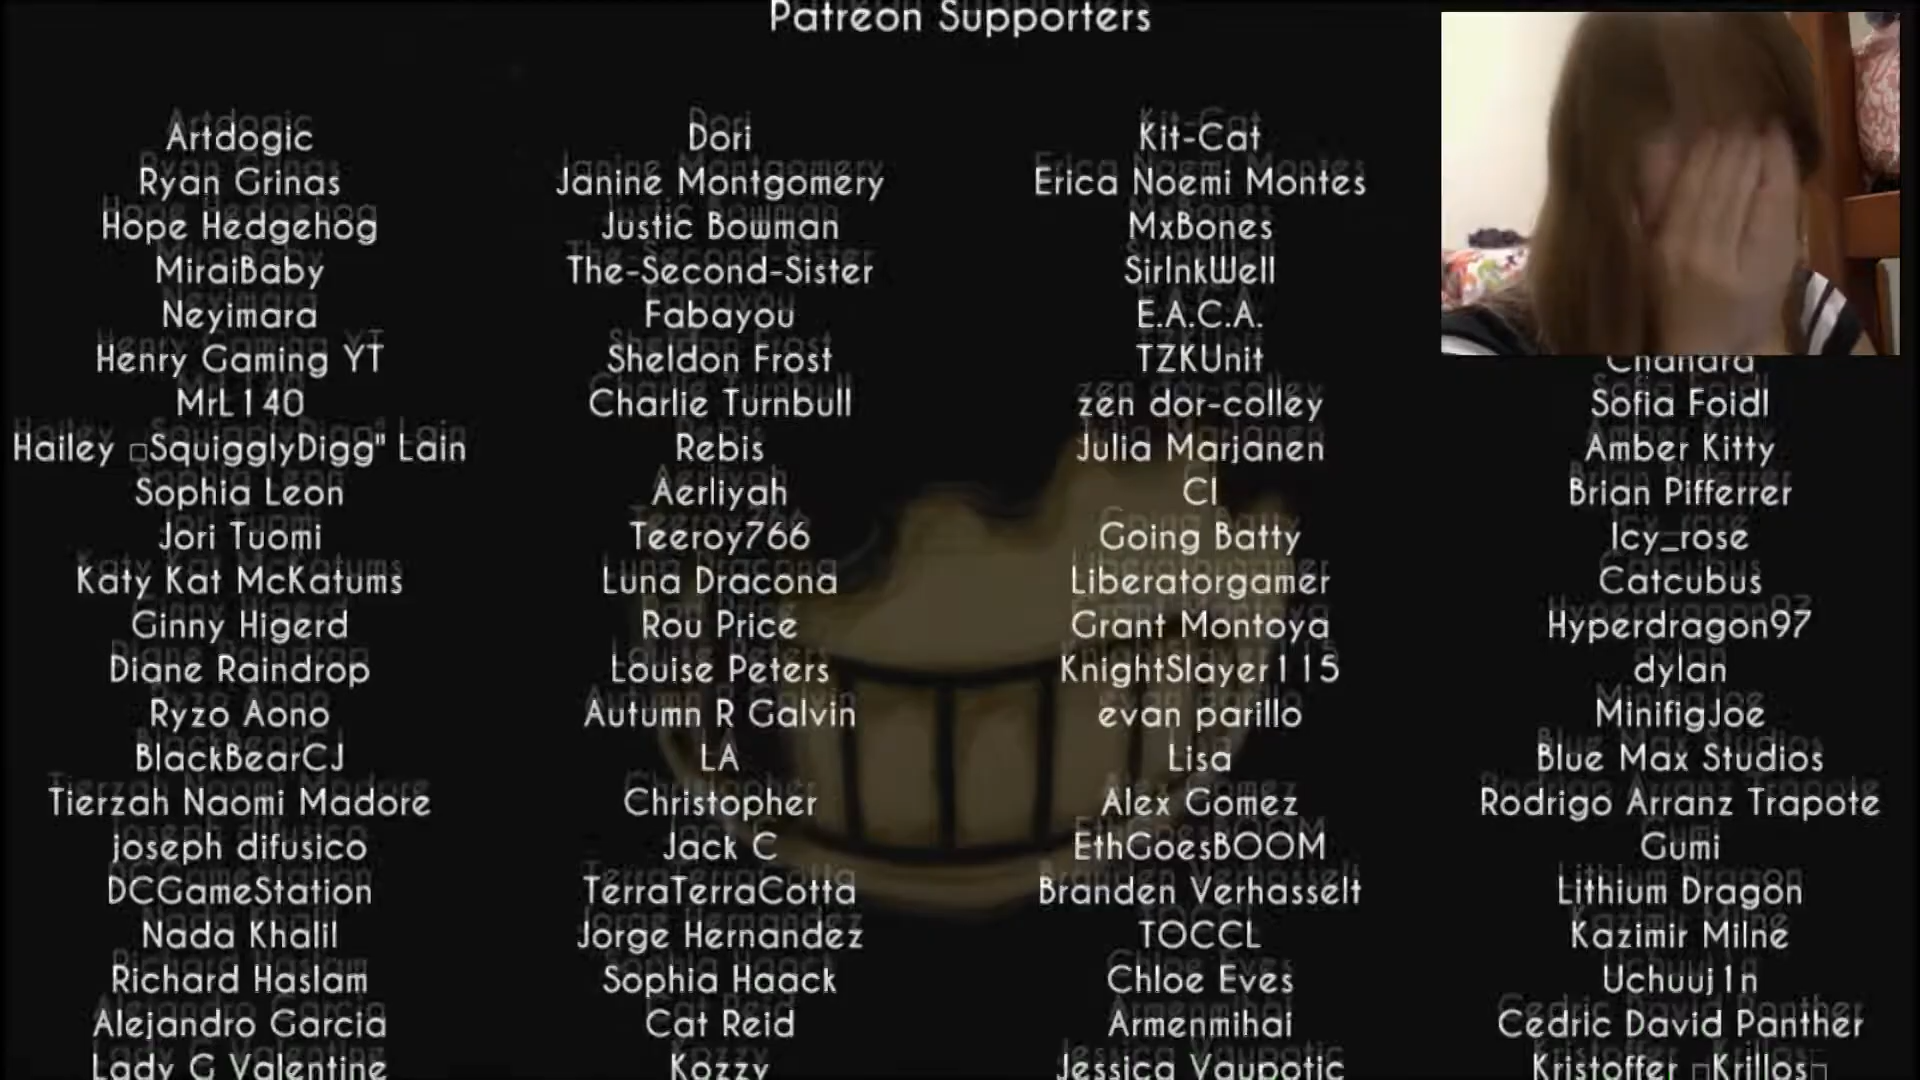 Patreon Supporters
Artdogic
Ryan Grinas
Hope Hedgehog
MiraiBaby
Neyimara
Henry Gaming YT
MrL140
Hailey □SquigglyDigg" Lain
Sophia Leon
Jori Tuomi
Katy Kat McKatums
Ginny Higerd
Diane Raindrop
Ryzo Aono
BlackBearCJ
Tierzah Naomi Madore
joseph difusico
DCGameStation
Nada Khalil
Richard Haslam
Alejandro Garcia
Lady G Valentine
Dori
Janine Montgomery
Justic Bowman
The-Second-Sister
Fabayou
Sheldon Frost
Charlie Turnbull
Rebis
Aerliyah
Teeroy766
Luna Dracona
Rou Price
Louise Peters
Autumn R Galvin
LA
Christopher
Jack C
TerraTerraCotta
Jorge Hernandez
Sophia Haack
Cat Reid
Kozzy
Kit-Cat
Erica Noemi Montes
MxBones
SirInkWell
E.A.C.A.
TZKUnit
zen dor-colley
Julia Marjanen
CJ
Going Batty
Liberatorgamer
Grant Montoya
KnightSlayer115
evan parillo
Lisa
Alex Gomez
EthGoesBOOM
Branden Verhasselt
TOCCL
Chloe Eves
Armenmihai
Jessica Vaupotic
Chandra
Sofia Foidl
Amber Kitty
Brian Pifferrer
Icy_rose
Catcubus
Hyperdragon97
dylan
MinifigJoe
Blue Max Studios
Rodrigo Arranz Trapote
Gumi
Lithium Dragon
Kazimir Milne
Uchuuj1n
Cedric David Panther
Kristoffer □Krillos□